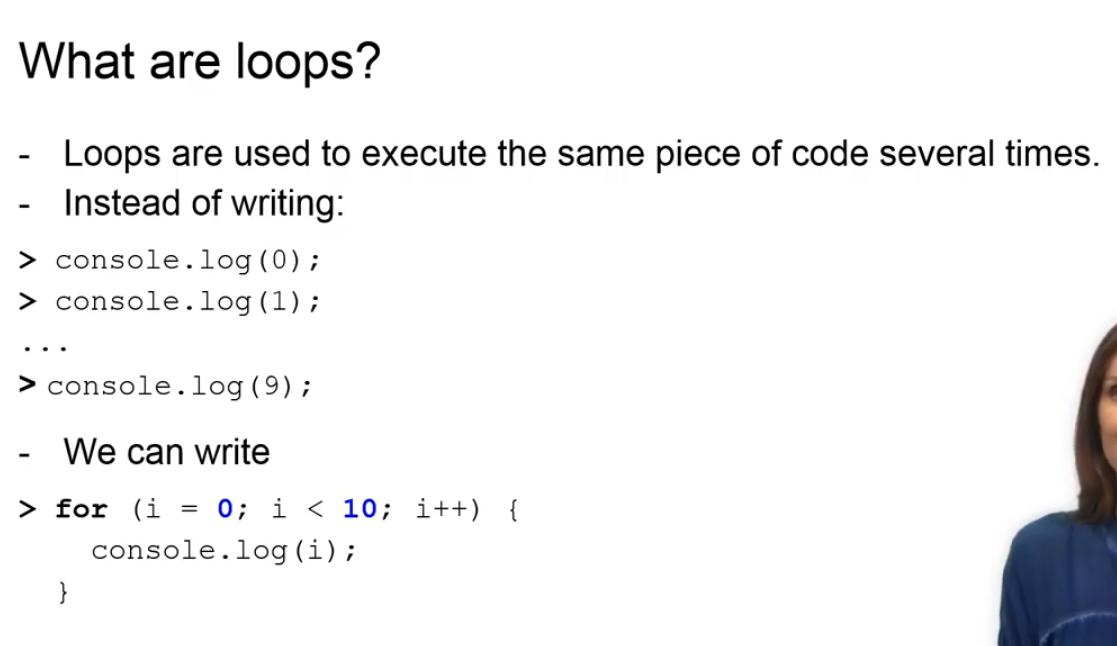 What are loops?
- Loops are used to execute the same piece of code several times.
- Instead of writing:
> console.log(0);
> console.log(1);
...
> console.log(9);
- We can write
> for (i = 0; i < 10; i++) {
console.log(i);
}